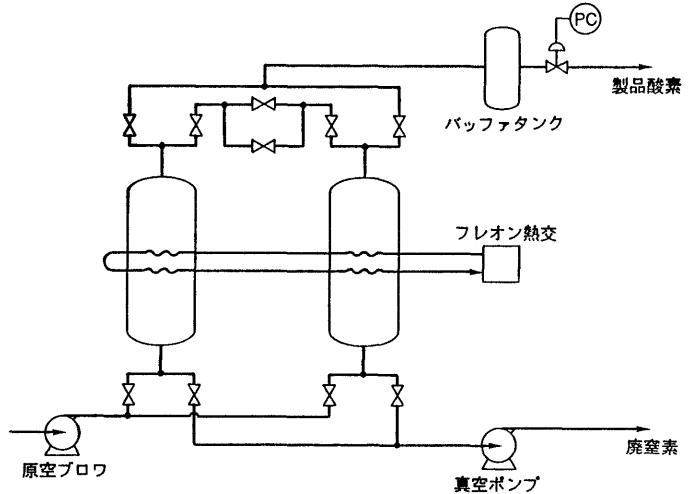 PC
製品酸素
バッファタンク
フレオン熱交
原空ブロワ
廃窒素
真空ポンプ